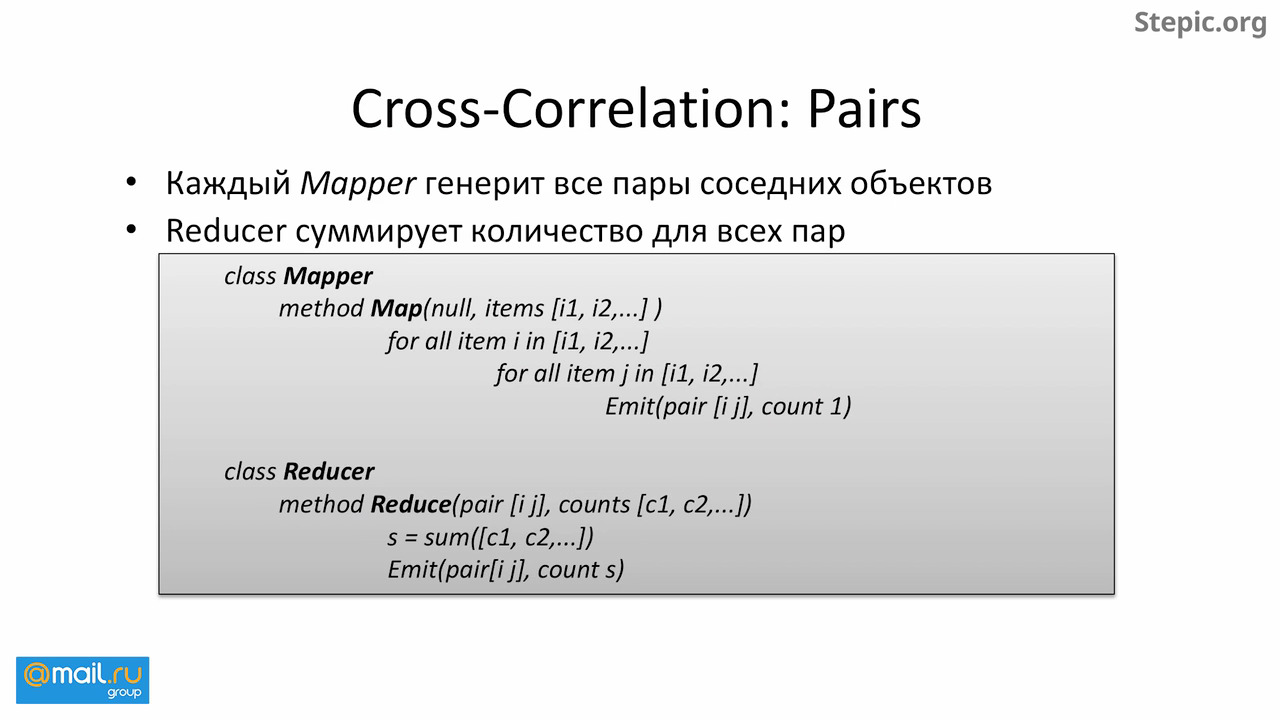 Stepic.org
Cross-Correlation: Pairs
• Каждый Mapper генерит все пары соседних объектов
• Reducer суммирует количество для всех пар
class Mapper
method Map(null, items [i1, i2,...] )
for all item i in [i1, i2,...]
for all item j in [i1, i2,...]
Emit(pair [i j], count 1)
class Reducer
method Reduce(pair [i j], counts [c1, c2,...])
s = sum([c1, c2,...])
Emit(pair[i j], count s)
@mail.ru
group